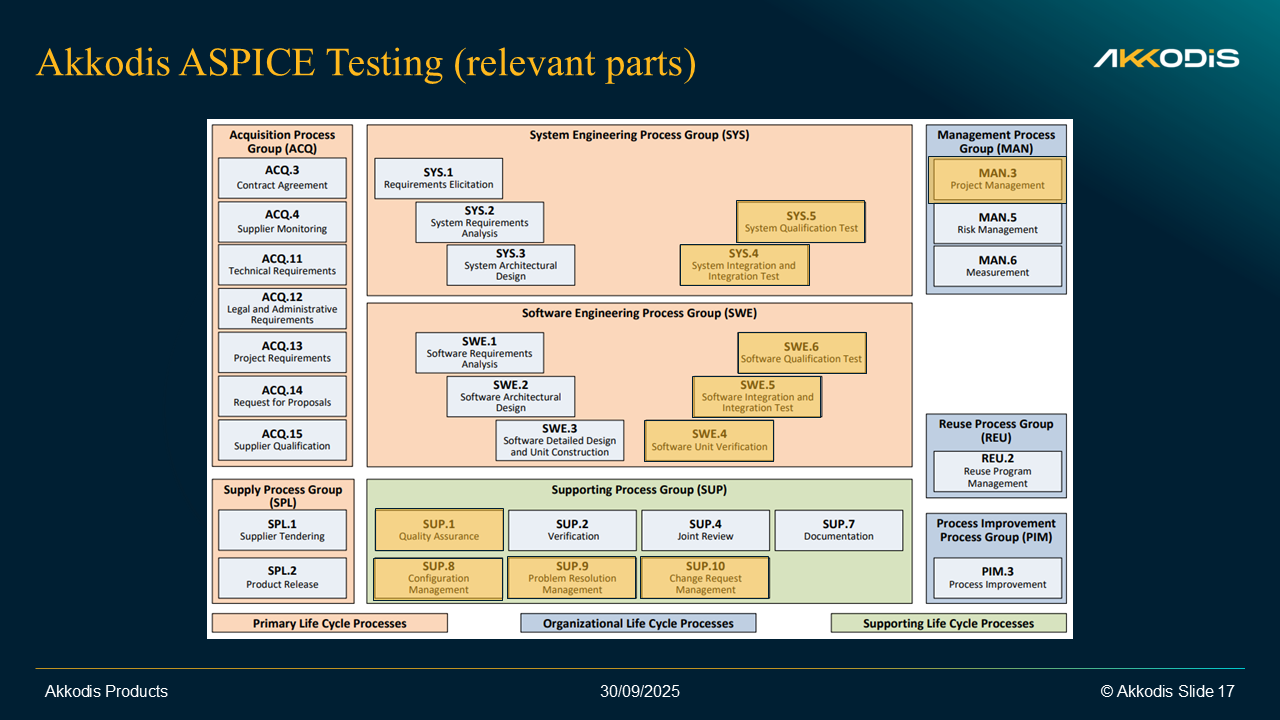 Akkodis ASPICE Testing (relevant parts)
AKKODIS
Acquisition Process
Group (ACQ)
ACQ.3
Contract Agreement
ACQ.4
Supplier Monitoring
ACQ.11
Technical Requirements
ACQ.12
Legal and Administrative
Requirements
ACQ.13
Project Requirements
ACQ.14
Request for Proposals
ACQ.15
Supplier Qualification
System Engineering Process Group (SYS)
SYS.1
Requirements Elicitation
SYS.2
System Requirements
Analysis
SYS.3
System Architectural
Design
SYS.5
System Qualification Test
SYS.4
System Integration and
Integration Test
Software Engineering Process Group (SWE)
SWE.1
Software Requirements
Analysis
SWE.2
Software Architectural
Design
SWE.3
Software Detailed Design
and Unit Construction
SWE.6
Software Qualification Test
SWE.5
Software Integration and
Integration Test
SWE.4
Software Unit Verification
Management Process
Group (MAN)
MAN.3
Project Management
MAN.5
Risk Management
MAN.6
Measurement
Reuse Process Group
(REU)
REU.2
Reuse Program
Management
Supply Process Group
(SPL)
SPL.1
Supplier Tendering
SPL.2
Product Release
Supporting Process Group (SUP)
SUP.1
Quality Assurance
SUP.2
Verification
SUP.4
Joint Review
SUP.7
Documentation
SUP.8
Configuration
Management
SUP.9
Problem Resolution
Management
SUP.10
Change Request
Management
Process Improvement
Process Group (PIM)
PIM.3
Process Improvement
Primary Life Cycle Processes
Organizational Life Cycle Processes
Supporting Life Cycle Processes
Akkodis Products
30/09/2025
© Akkodis Slide 17